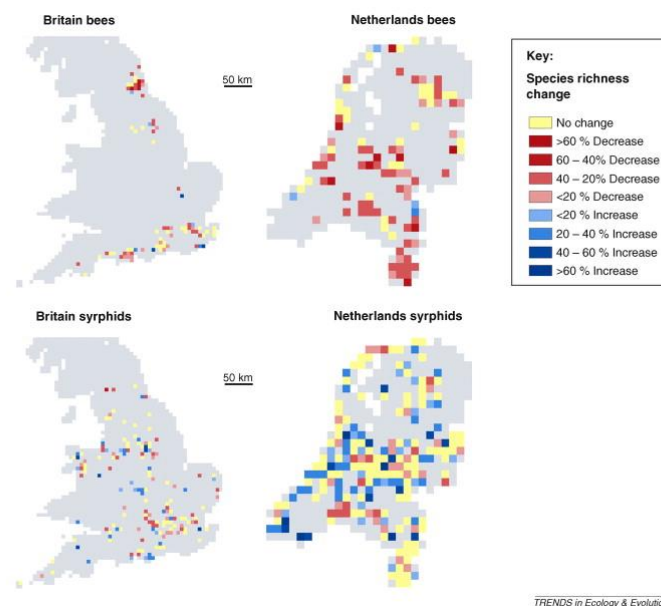 Britain bees
Netherlands bees
50 km
Key:
Species richness
change
No change
>60 % Decrease
60 – 40% Decrease
40 – 20% Decrease
<20 % Decrease
<20 % Increase
20 – 40 % Increase
40 – 60 % Increase
>60 % Increase
Britain syrphids
Netherlands syrphids
50 km
TRENDS in Ecology & Evolution